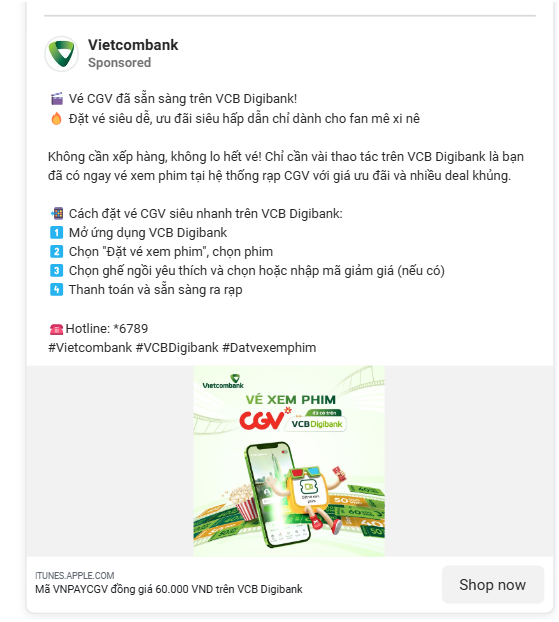 Vietcombank
Sponsored
🎬 Vé CGV đã sẵn sàng trên VCB Digibank!
🔥 Đặt vé siêu dễ, ưu đãi siêu hấp dẫn chỉ dành cho fan mê xi nê
Không cần xếp hàng, không lo hết vé! Chỉ cần vài thao tác trên VCB Digibank là bạn
đã có ngay vé xem phim tại hệ thống rạp CGV với giá ưu đãi và nhiều deal khủng.
📲 Cách đặt vé CGV siêu nhanh trên VCB Digibank:
1️⃣ Mở ứng dụng VCB Digibank
2️⃣ Chọn "Đặt vé xem phim", chọn phim
3️⃣ Chọn ghế ngồi yêu thích và chọn hoặc nhập mã giảm giá (nếu có)
4️⃣ Thanh toán và sẵn sàng ra rạp
☎️Hotline: *6789
#Vietcombank #VCBDigibank #Datvexemphim
Vietcombank
VÉ XEM PHIM
CGV
đã có trên
VCB Digibank
ITUNES.APPLE.COM
Mã VNPAYCGV đồng giá 60.000 VND trên VCB Digibank
Shop now